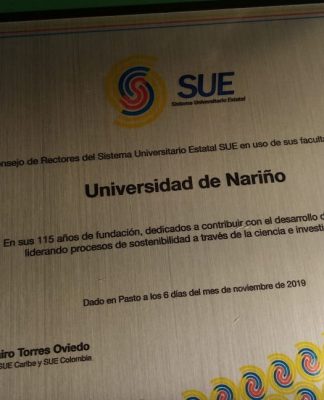 SUE
Sistema Universitario Estatal
nsejo de Rectores del Sistema Universitario Estatal SUE en uso de sus faculta
Universidad de Nariño
En sus 115 años de fundación, dedicados a contribuir con el desarrollo d
liderando procesos de sostenibilidad a través de la ciencia e investi
Dado en Pasto a los 6 días del mes de noviembre de 2019
iro Torres Oviedo
SUE Caribe y SUE Colombia